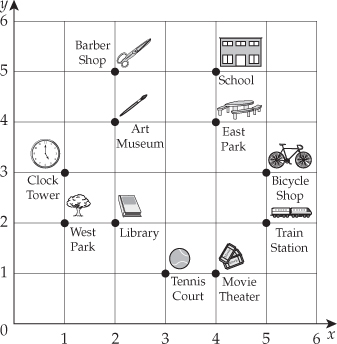 y
6
Barber
Shop
5
School
4
Art
Museum
East
Park
3
Clock
Tower
Bicycle
Shop
2
West
Park
Library
Train
Station
1
Tennis
Court
Movie
Theater
0
1 2 3 4 5 6
x